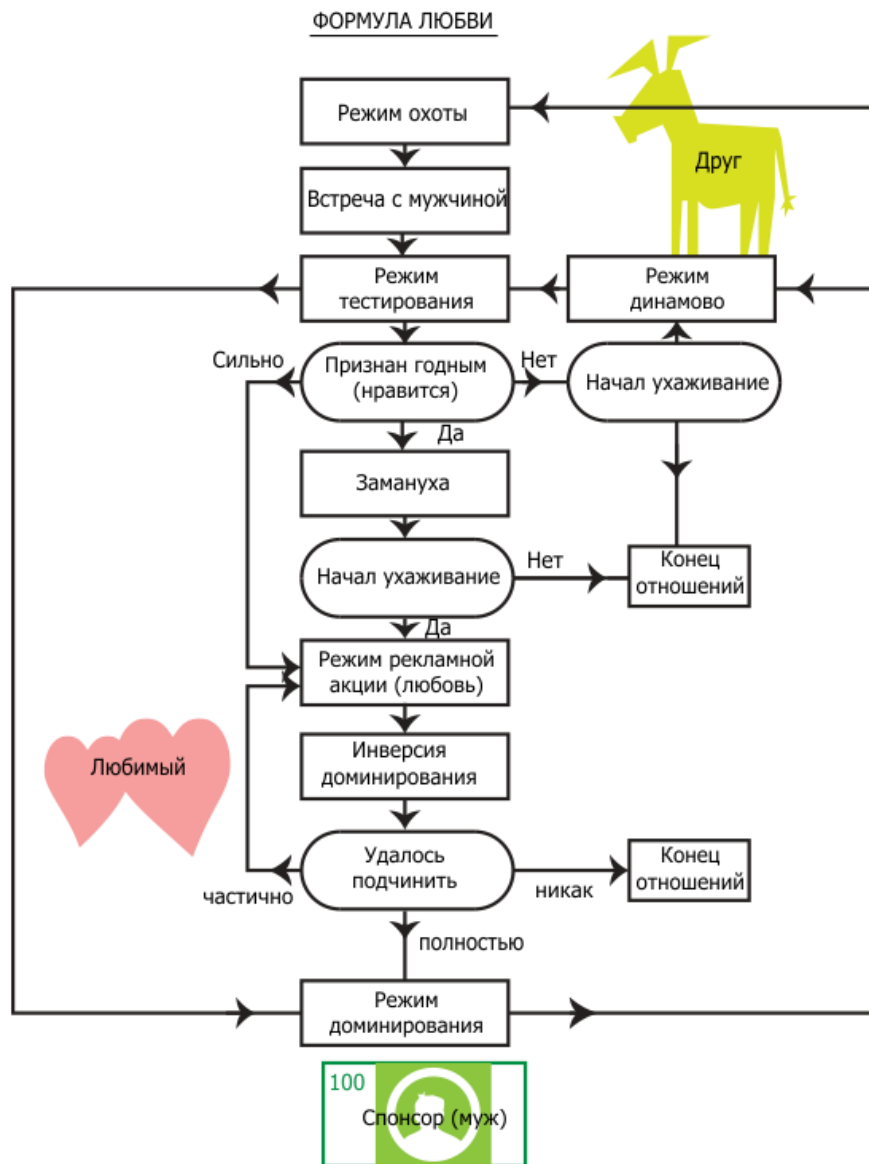 ФОРМУЛА ЛЮБВИ
Режим охоты
Друг
Встреча с мужчиной
Режим
тестирования
Режим
динамово
Сильно
Признан годным
(нравится)
Нет
Начал ухаживание
Да
Замануха
Начал ухаживание
Нет
Конец
отношений
Да
Режим рекламной
акции (любовь)
Любимый
Инверсия
доминирования
Удалось
подчинить
Конец
отношений
частично
никак
полностью
Режим
доминирования
100
Спонсор (муж)